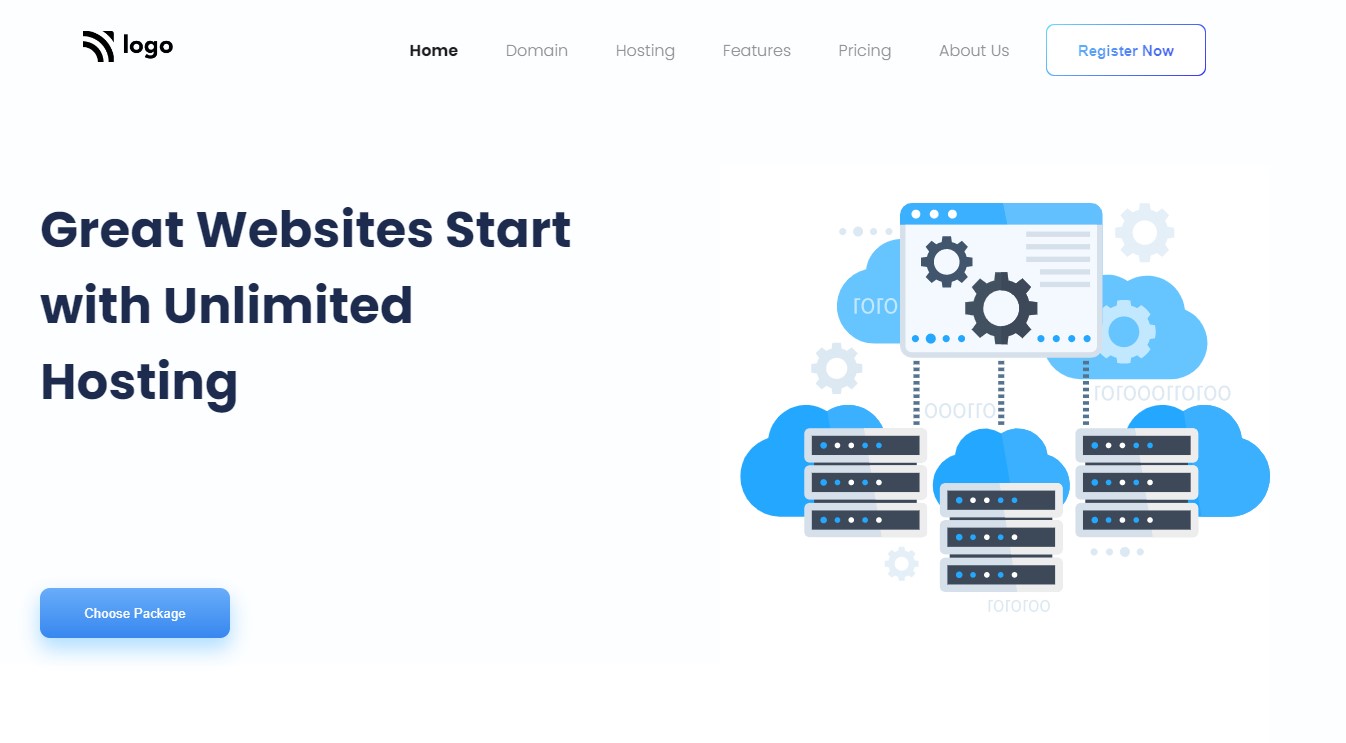 logo
Home
Domain
Hosting
Features
Pricing
About Us
Register Now
Great Websites Start
with Unlimited
Hosting
roro
rorooorroroo
ooorro
Choose Package
rororoo